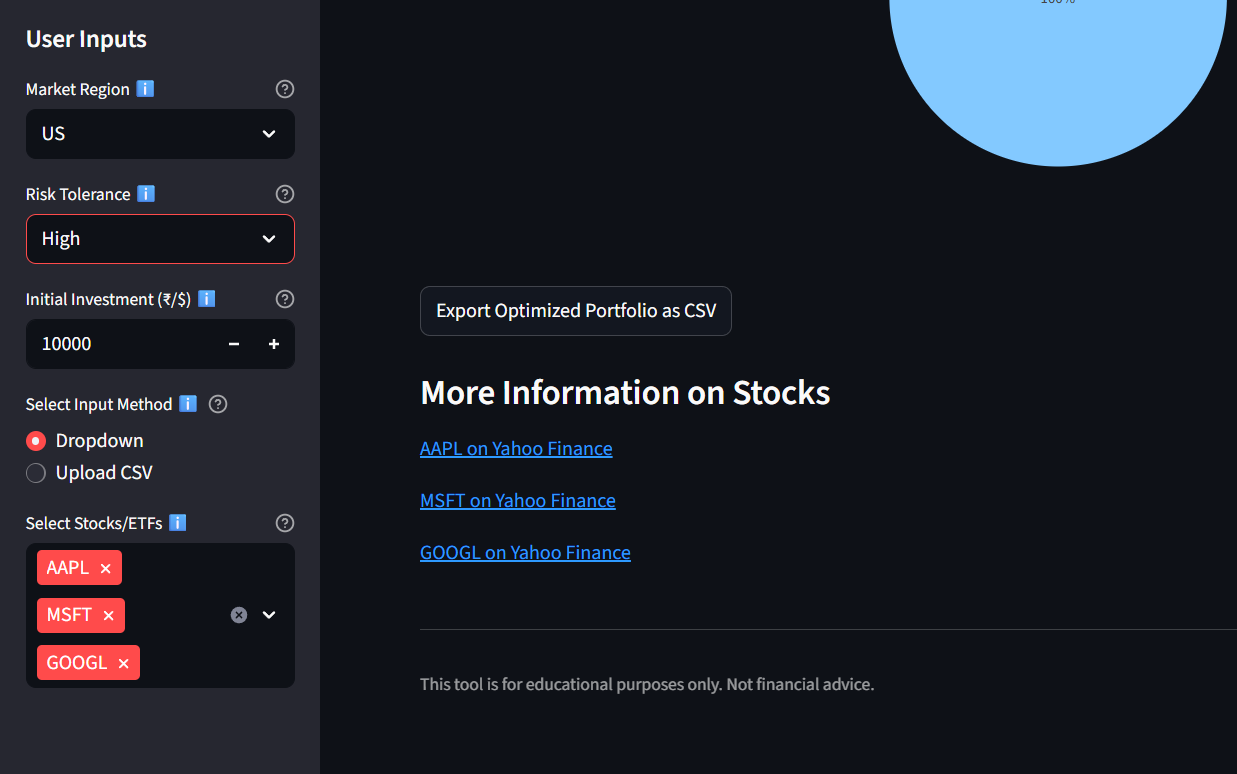 User Inputs
Market Region ℹ️
US
Risk Tolerance ℹ️
High
Initial Investment (₹/$) ℹ️
10000
Select Input Method ℹ️
Dropdown
Upload CSV
Select Stocks/ETFs ℹ️
AAPL
MSFT
GOOGL
100%
Export Optimized Portfolio as CSV
More Information on Stocks
AAPL on Yahoo Finance
MSFT on Yahoo Finance
GOOGL on Yahoo Finance
This tool is for educational purposes only. Not financial advice.